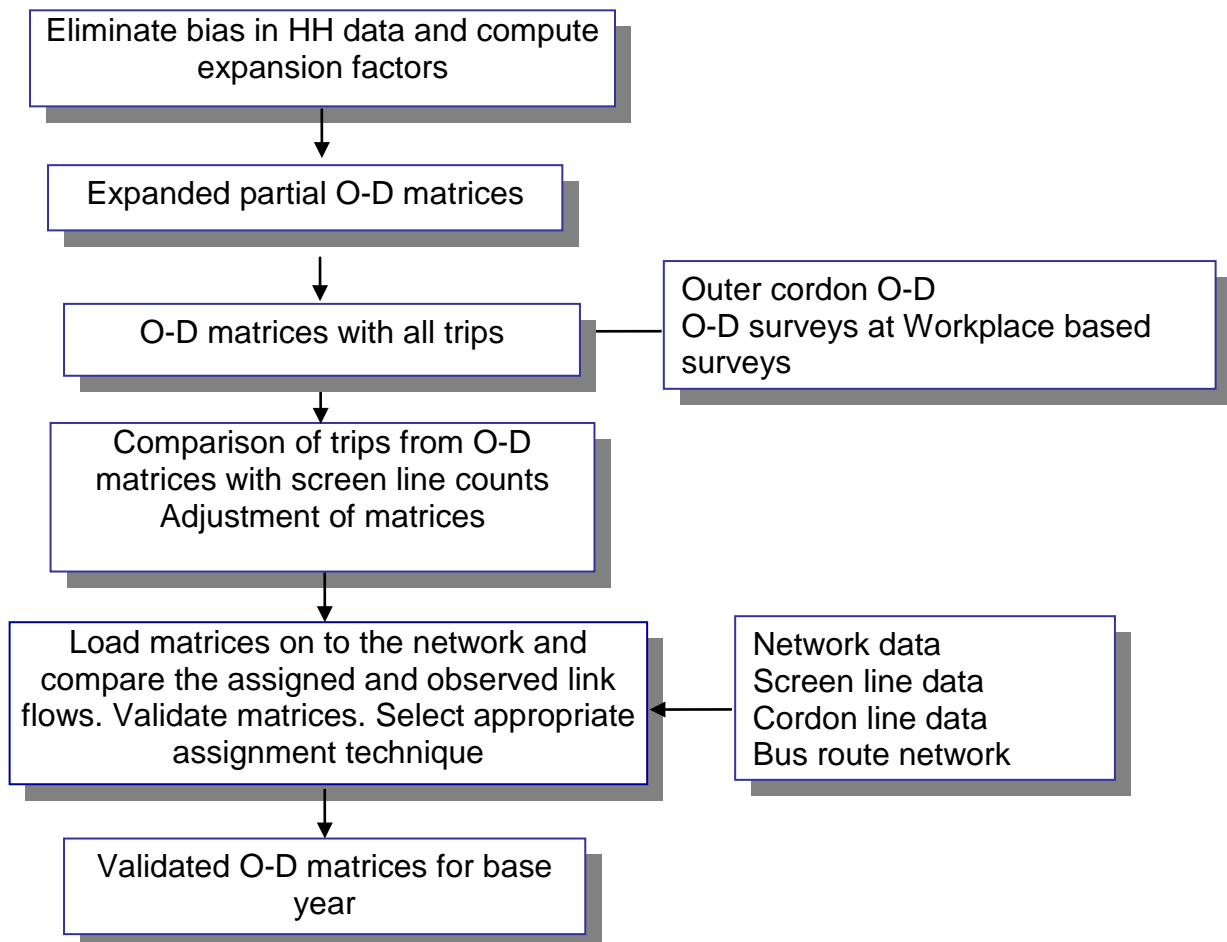 Eliminate bias in HH data and compute
expansion factors
Expanded partial O-D matrices
O-D matrices with all trips
Outer cordon O-D
O-D surveys at Workplace based
surveys
Comparison of trips from O-D
matrices with screen line counts
Adjustment of matrices
Load matrices on to the network and
compare the assigned and observed link
flows. Validate matrices. Select appropriate
assignment technique
Network data
Screen line data
Cordon line data
Bus route network
Validated O-D matrices for base
year